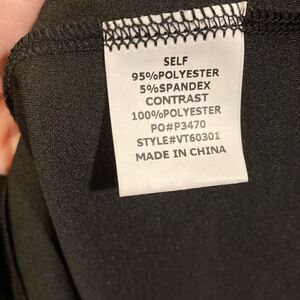 SELF
95%POLYESTER
5%SPANDEX
CONTRAST
100%POLYESTER
PO#P3470
STYLE#VT60301
MADE IN CHINA